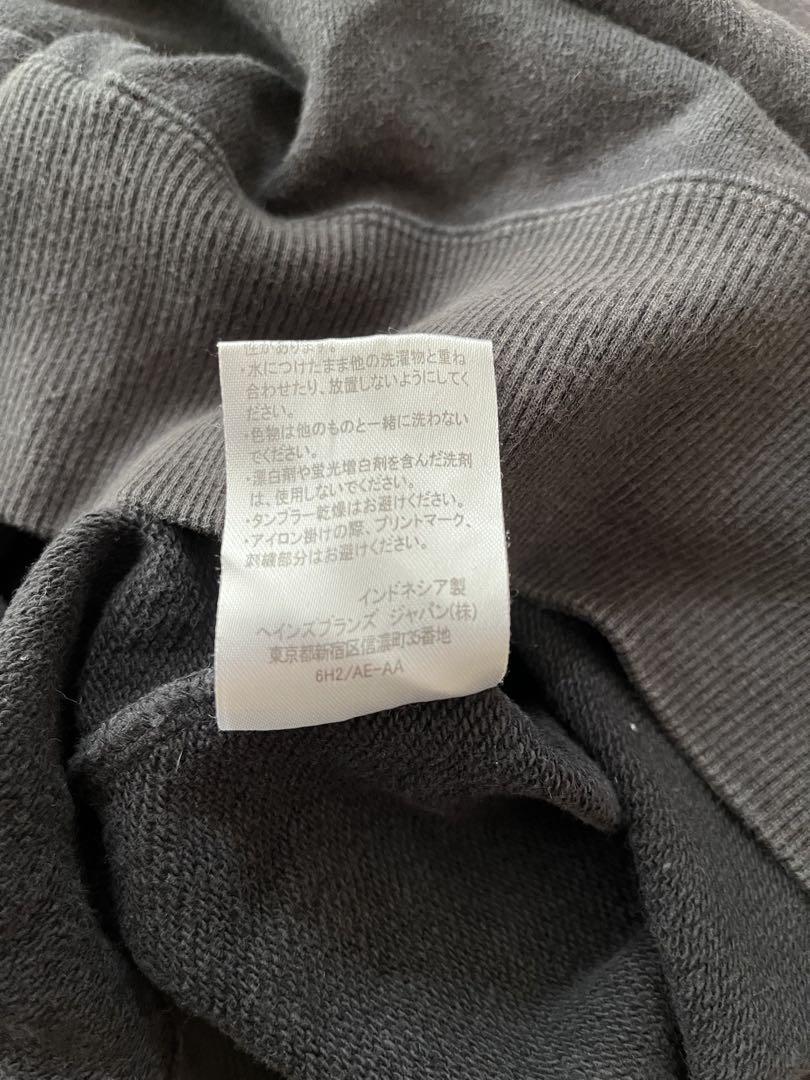 性があります。
・水につけたまま他の洗濯物と重ね
合わせたり、放置しないようにしてく
ださい。
・色物は他のものと一緒に洗わない
でください。
・漂白剤や蛍光増白剤を含んだ洗剤
は、使用しないでください。
・タンブラー乾燥はお避けください。
・アイロン掛けの際、プリントマーク、
刺繍部分はお避けください。
インドネシア製
ヘインズブランズ ジャパン(株)
東京都新宿区信濃町35番地
6H2/AE-AA